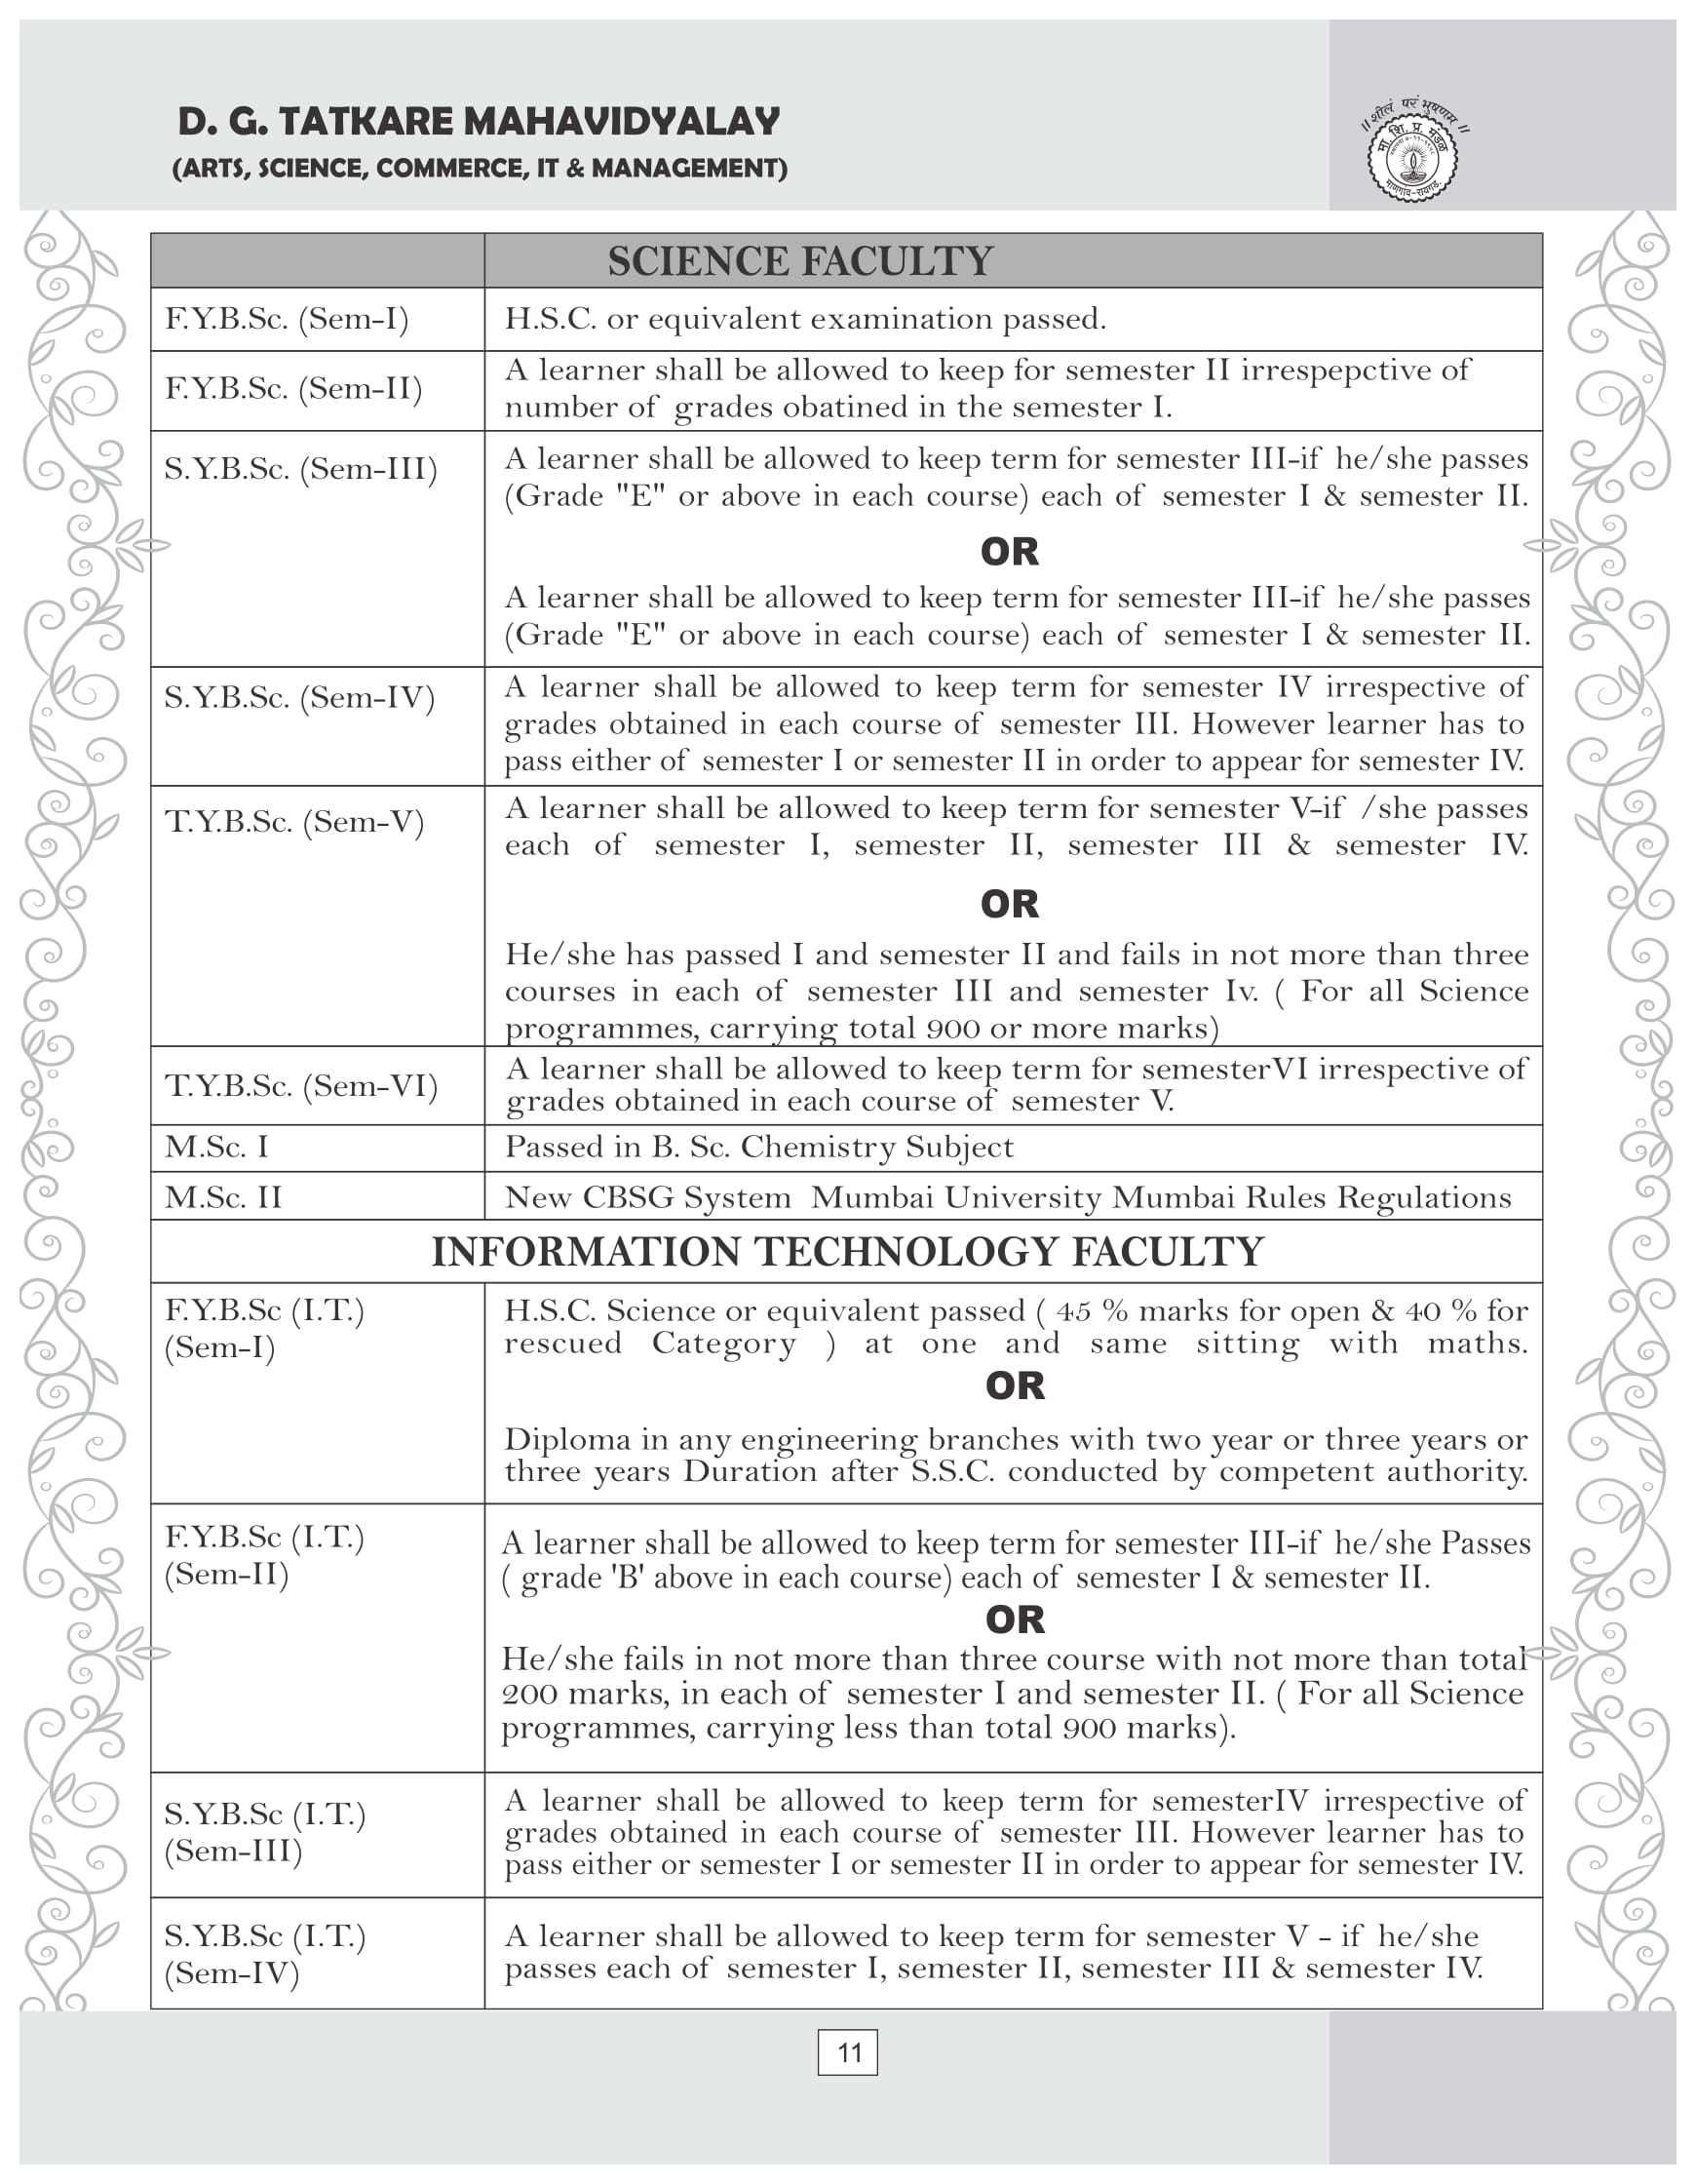 D. G. TATKARE MAHAVIDYALAY
(ARTS, SCIENCE, COMMERCE, IT & MANAGEMENT)
॥ शीलं परं भुषणम ॥
मा. शि. प्र. मंडळ
माणगाव-रायगड.
SCIENCE FACULTY
F.Y.B.Sc. (Sem-I)
H.S.C. or equivalent examination passed.
F.Y.B.Sc. (Sem-II)
A learner shall be allowed to keep for semester II irrespepctive of
number of grades obatined in the semester I.
S.Y.B.Sc. (Sem-III)
A learner shall be allowed to keep term for semester III-if he/she passes
(Grade "E" or above in each course) each of semester I & semester II.
OR
A learner shall be allowed to keep term for semester III-if he/she passes
(Grade "E" or above in each course) each of semester I & semester II.
S.Y.B.Sc. (Sem-IV)
A learner shall be allowed to keep term for semester IV irrespective of
grades obtained in each course of semester III. However learner has to
pass either of semester I or semester II in order to appear for semester IV.
T.Y.B.Sc. (Sem-V)
A learner shall be allowed to keep term for semester V-if /she passes
each of semester I, semester II, semester III & semester IV.
OR
He/she has passed I and semester II and fails in not more than three
courses in each of semester III and semester Iv. ( For all Science
programmes, carrying total 900 or more marks)
T.Y.B.Sc. (Sem-VI)
A learner shall be allowed to keep term for semesterVI irrespective of
grades obtained in each course of semester V.
M.Sc. I
Passed in B. Sc. Chemistry Subject
M.Sc. II
New CBSG System Mumbai University Mumbai Rules Regulations
INFORMATION TECHNOLOGY FACULTY
F.Y.B.Sc (I.T.)
(Sem-I)
H.S.C. Science or equivalent passed ( 45 % marks for open & 40 % for
rescued Category ) at one and same sitting with maths.
OR
Diploma in any engineering branches with two year or three years or
three years Duration after S.S.C. conducted by competent authority.
F.Y.B.Sc (I.T.)
(Sem-II)
A learner shall be allowed to keep term for semester III-if he/she Passes
( grade 'B' above in each course) each of semester I & semester II.
OR
He/she fails in not more than three course with not more than total
200 marks, in each of semester I and semester II. ( For all Science
programmes, carrying less than total 900 marks).
S.Y.B.Sc (I.T.)
(Sem-III)
A learner shall be allowed to keep term for semesterIV irrespective of
grades obtained in each course of semester III. However learner has to
pass either or semester I or semester II in order to appear for semester IV.
S.Y.B.Sc (I.T.)
(Sem-IV)
A learner shall be allowed to keep term for semester V - if he/she
passes each of semester I, semester II, semester III & semester IV.
11